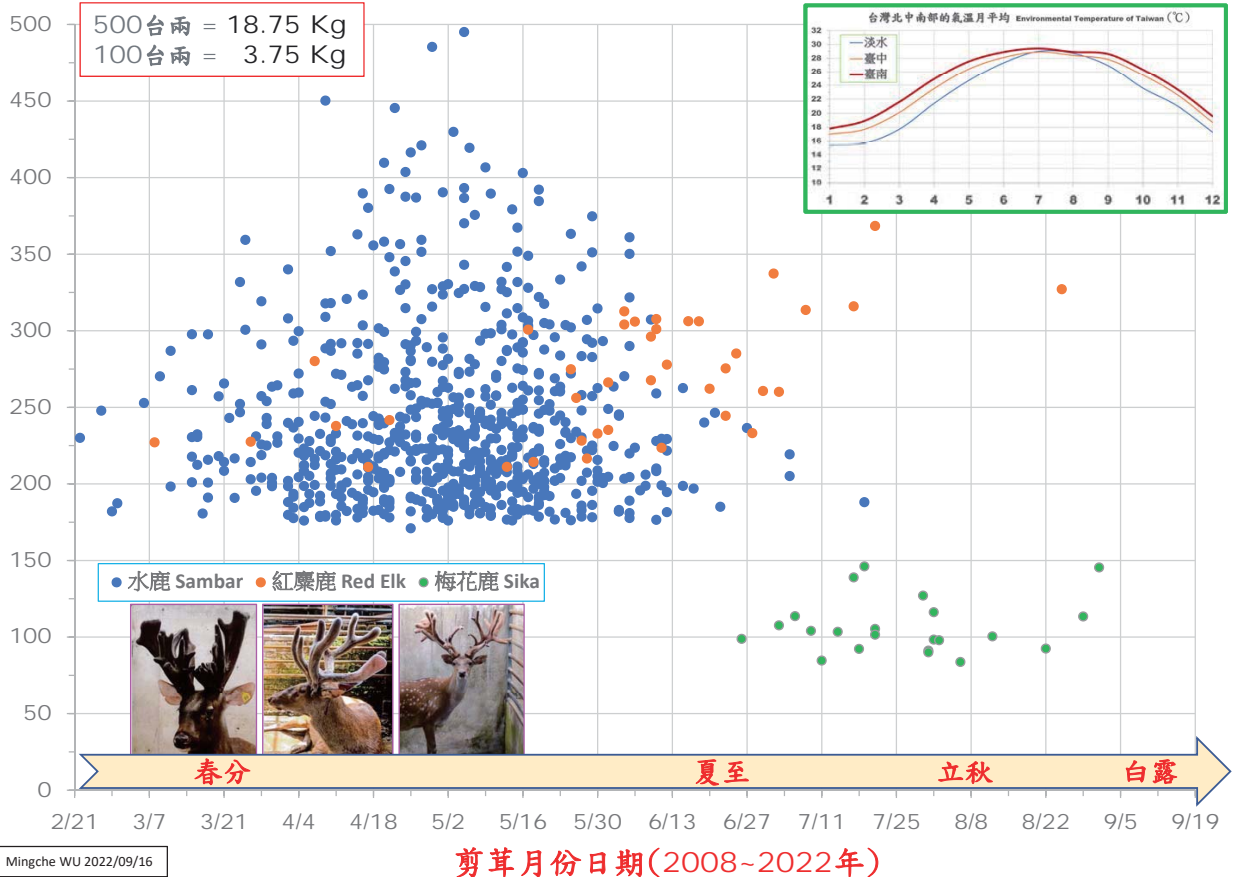 500台兩 = 18.75 Kg
100台兩 = 3.75 Kg
台灣北中南部的氣溫月平均 Environmental Temperature of Taiwan (℃)
淡水
臺中
臺南
32
30
28
26
24
22
20
18
16
14
12
10
1 2 3 4 5 6 7 8 9 10 11 12
500
450
400
350
300
250
200
150
100
50
0
水鹿 Sambar 紅麋鹿 Red Elk 梅花鹿 Sika
春分 夏至 立秋 白露
2/21 3/7 3/21 4/4 4/18 5/2 5/16 5/30 6/13 6/27 7/11 7/25 8/8 8/22 9/5 9/19
剪茸月份日期(2008~2022年)
Mingche WU 2022/09/16